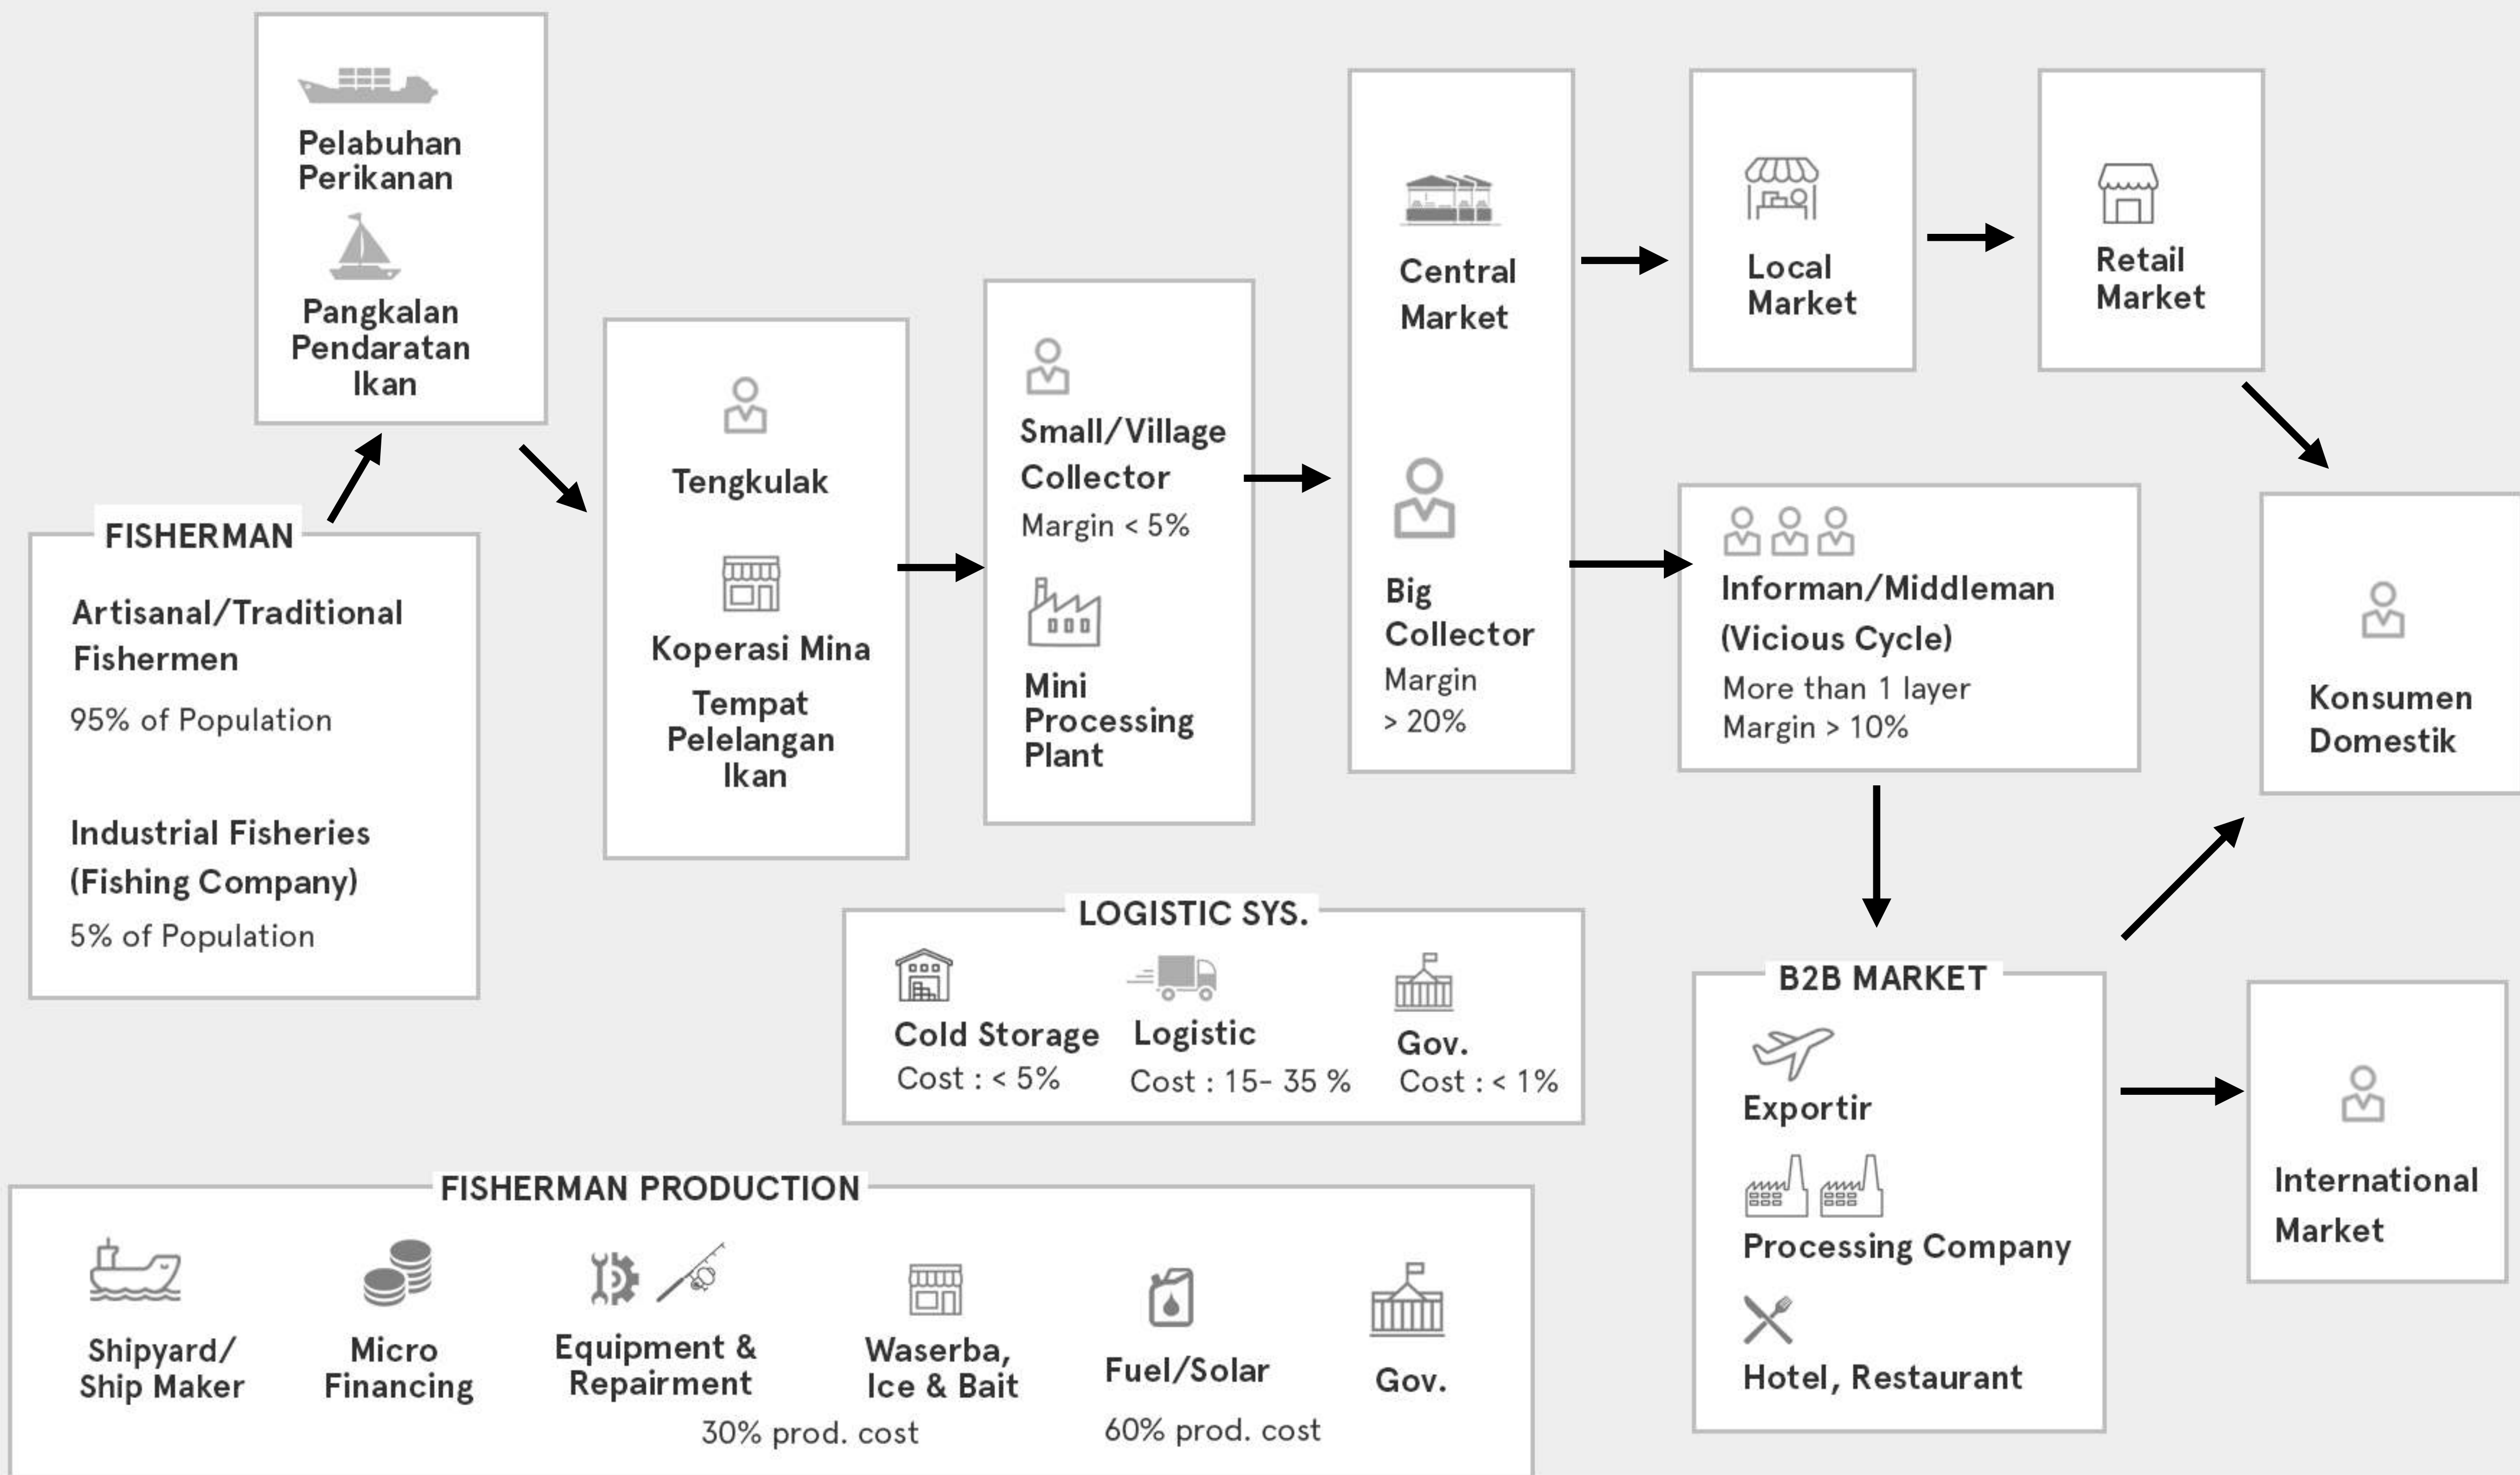 Pelabuhan
Perikanan
Pangkalan
Pendaratan
Ikan
FISHERMAN
Artisanal/Traditional
Fishermen
95% of Population
Industrial Fisheries
(Fishing Company)
5% of Population
Tengkulak
Koperasi Mina
Tempat
Pelelangan
Ikan
Small/Village
Collector
Margin < 5%
Mini
Processing
Plant
Central
Market
Big
Collector
Margin
> 20%
Local
Market
Retail
Market
Informan/Middleman
(Vicious Cycle)
More than 1 layer
Margin > 10%
Konsumen
Domestik
LOGISTIC SYS.
Cold Storage
Cost : < 5%
Logistic
Cost : 15- 35 %
Gov.
Cost : < 1%
B2B MARKET
Exportir
Processing Company
Hotel, Restaurant
International
Market
FISHERMAN PRODUCTION
Shipyard/
Ship Maker
Micro
Financing
Equipment &
Repairment
Waserba,
Ice & Bait
30% prod. cost
Fuel/Solar
60% prod. cost
Gov.